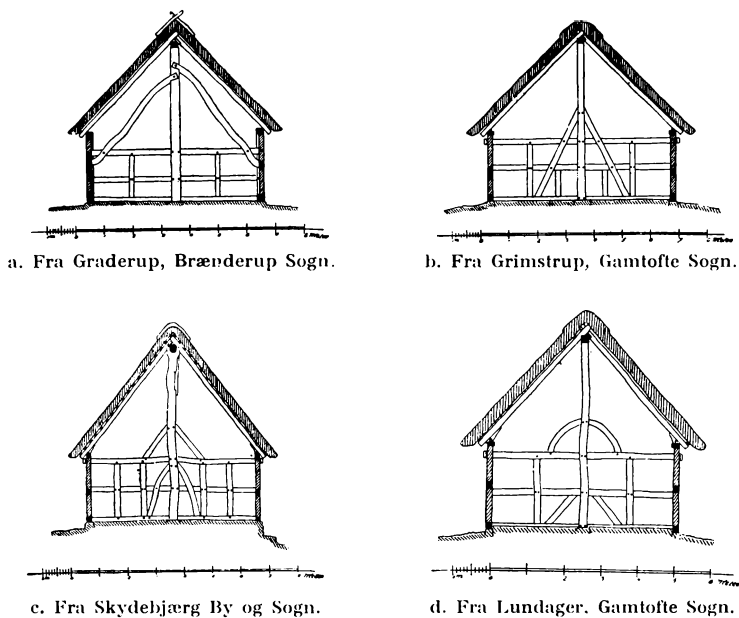 a. Fra Graderup, Brænderup Sogn.
b. Fra Grimstrup, Gamtofte Sogn.
c. Fra Skydebjærg By og Sogn.
d. Fra Lundager, Gamtofte Sogn.